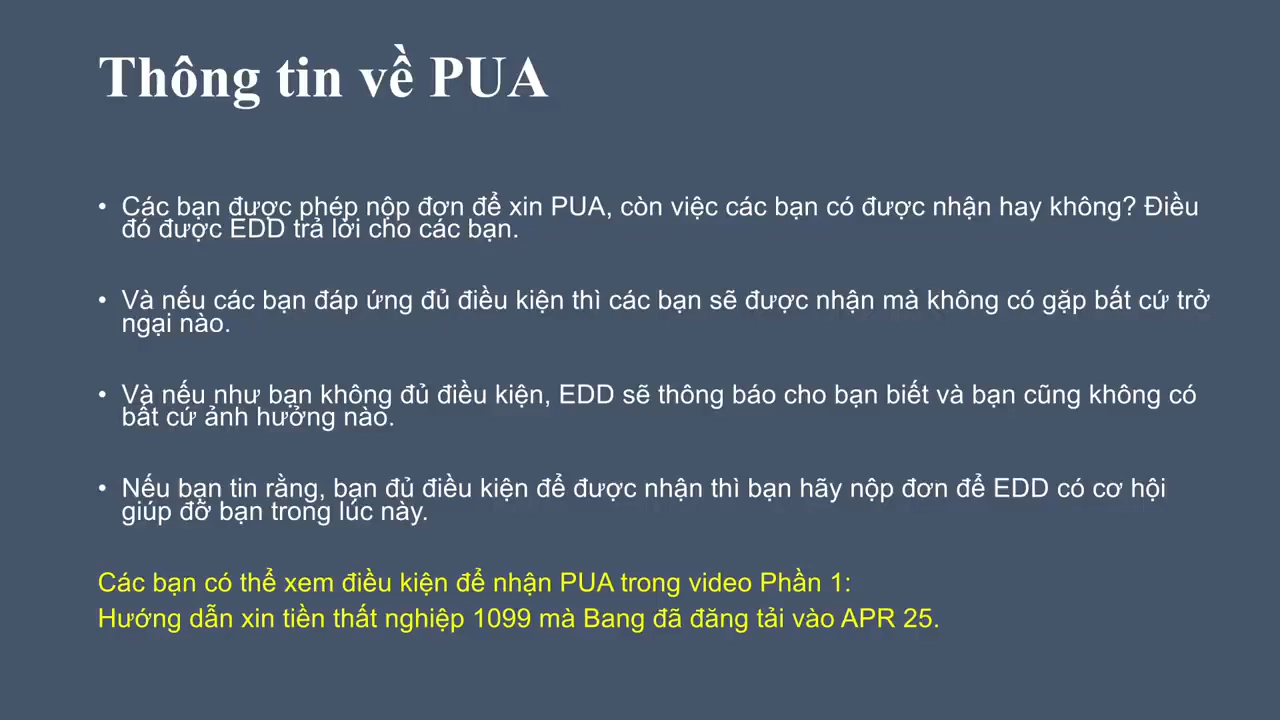 Thông tin về PUA
• Các bạn được phép nộp đơn để xin PUA, còn việc các bạn có được nhận hay không? Điều
đó được EDD trả lời cho các bạn.
• Và nếu các bạn đáp ứng đủ điều kiện thì các bạn sẽ được nhận mà không có gặp bất cứ trở
ngại nào.
• Và nếu như bạn không đủ điều kiện, EDD sẽ thông báo cho bạn biết và bạn cũng không có
bất cứ ảnh hưởng nào.
• Nếu bạn tin rằng, bạn đủ điều kiện để được nhận thì bạn hãy nộp đơn để EDD có cơ hội
giúp đỡ bạn trong lúc này.
Các bạn có thể xem điều kiện để nhận PUA trong video Phần 1:
Hướng dẫn xin tiền thất nghiệp 1099 mà Bang đã đăng tải vào APR 25.